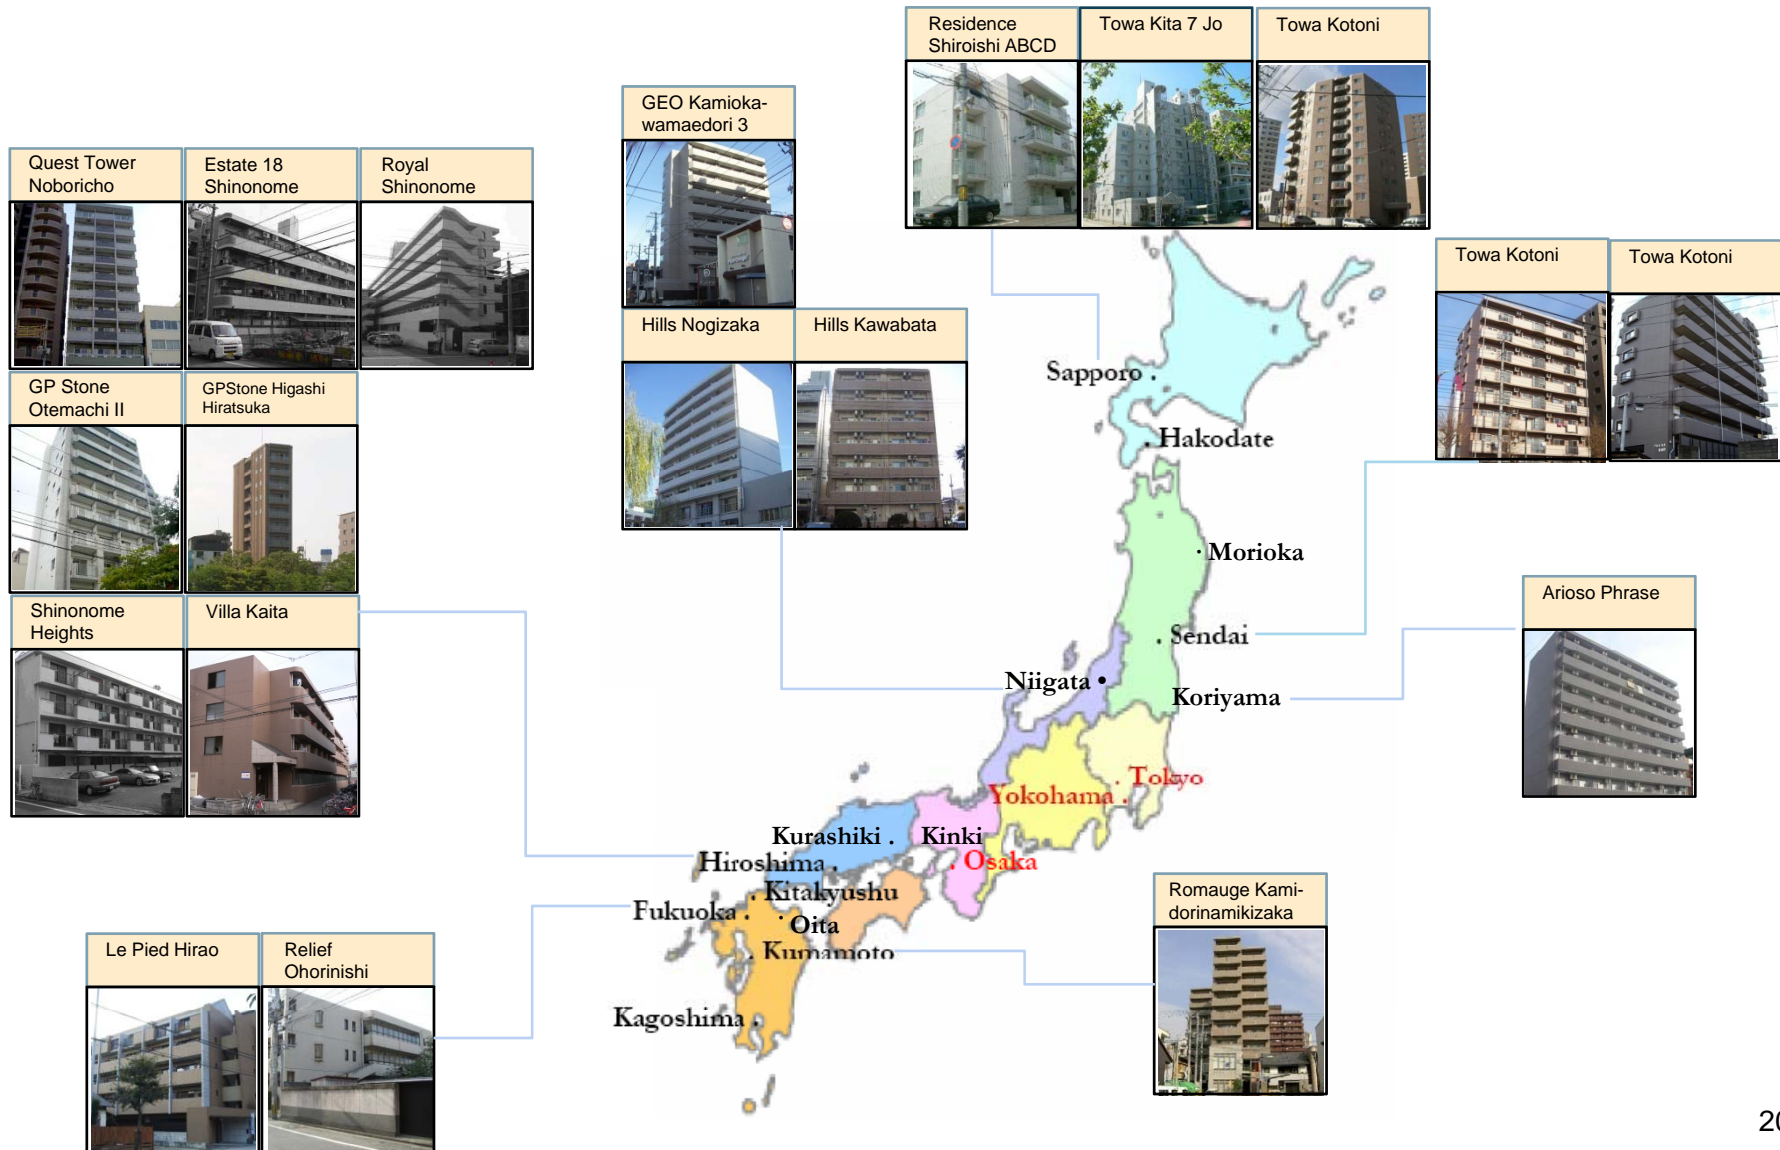 Residence
Shiroishi ABCD
Towa Kita 7 Jo
Towa Kotoni
GEO Kamioka-
wamaedori 3
Quest Tower
Noboricho
Estate 18
Shinonome
Royal
Shinonome
Towa Kotoni
Towa Kotoni
Hills Nogizaka
Hills Kawabata
GP Stone
Otemachi II
GPStone Higashi
Hiratsuka
Shinonome
Heights
Villa Kaita
Arioso Phrase
Sapporo
Hakodate
Morioka
Sendai
Niigata
Koriyama
Tokyo
Yokohama
Kurashiki
Kinki
Hiroshima
Osaka
Kitakyushu
Fukuoka
Oita
Kumamoto
Kagoshima
Romauge Kami-
dorinamikizaka
Le Pied Hirao
Relief
Ohorinishi
20